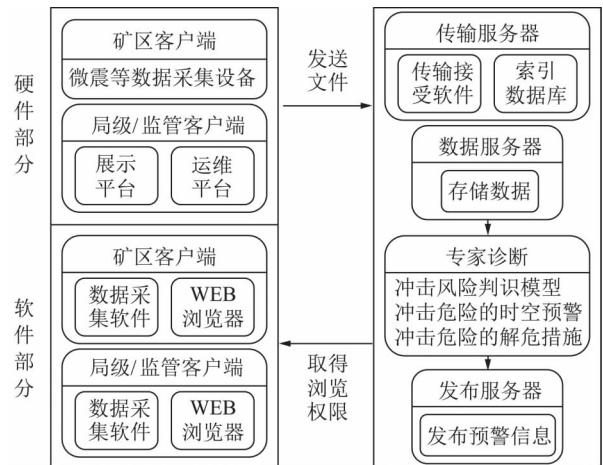 硬件部分
矿区客户端
微震等数据采集设备
局级/监管客户端
展示
平台
运维
平台
软件部分
矿区客户端
数据采
集软件
WEB
浏览器
局级/监管客户端
数据采
集软件
WEB
浏览器
发送
文件
取得
浏览
权限
传输服务器
传输接
受软件
索引
数据库
数据服务器
存储数据
专家诊断
冲击风险判识模型
冲击危险的时空预警
冲击危险的解危措施
发布服务器
发布预警信息